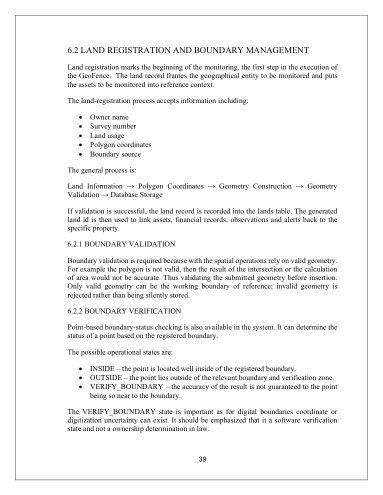 6.2 LAND REGISTRATION AND BOUNDARY MANAGEMENT
Land registration marks the beginning of the monitoring, the first step in the execution of
the GeoFence. The land record frames the geographical entity to be monitored and puts
the assets to be monitored into reference context.
The land-registration process accepts information including:
• Owner name
• Survey number
• Land usage
• Polygon coordinates
• Boundary source
The general process is:
Land Information → Polygon Coordinates → Geometry Construction → Geometry
Validation → Database Storage
If validation is successful, the land record is recorded into the lands table. The generated
land id is then used to link assets, financial records, observations and alerts back to the
specific property.
6.2.1 BOUNDARY VALIDATION
Boundary validation is required because with the spatial operations rely on valid geometry.
For example the polygon is not valid, then the result of the intersection or the calculation
of area would not be accurate. Thus validating the submitted geometry before insertion.
Only valid geometry can be the working boundary of reference; invalid geometry is
rejected rather than being silently stored.
6.2.2 BOUNDARY VERIFICATION
Point-based boundary-status checking is also available in the system. It can determine the
status of a point based on the registered boundary.
The possible operational states are:
• INSIDE – the point is located well inside of the registered boundary.
• OUTSIDE – the point lies outside of the relevant boundary and verification zone.
• VERIFY_BOUNDARY – the accuracy of the result is not guaranteed to the point
being so near to the boundary.
The VERIFY_BOUNDARY state is important as for digital boundaries coordinate or
digitization uncertainty can exist. It should be emphasized that it a software verification
state and not a ownership determination in law.
39